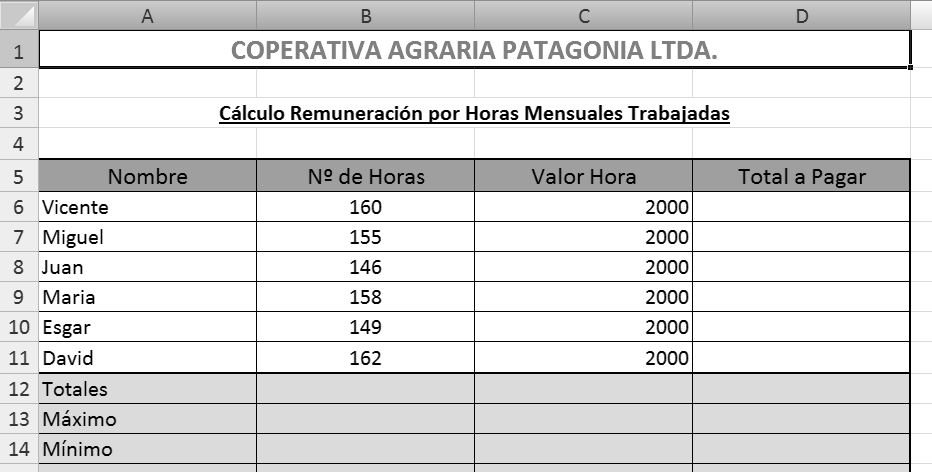 A B C D
1 COPERATIVA AGRARIA PATAGONIA LTDA.
2
3 Cálculo Remuneración por Horas Mensuales Trabajadas
4
5 Nombre Nº de Horas Valor Hora Total a Pagar
6 Vicente 160 2000
7 Miguel 155 2000
8 Juan 146 2000
9 Maria 158 2000
10 Esgar 149 2000
11 David 162 2000
12 Totales
13 Máximo
14 Mínimo